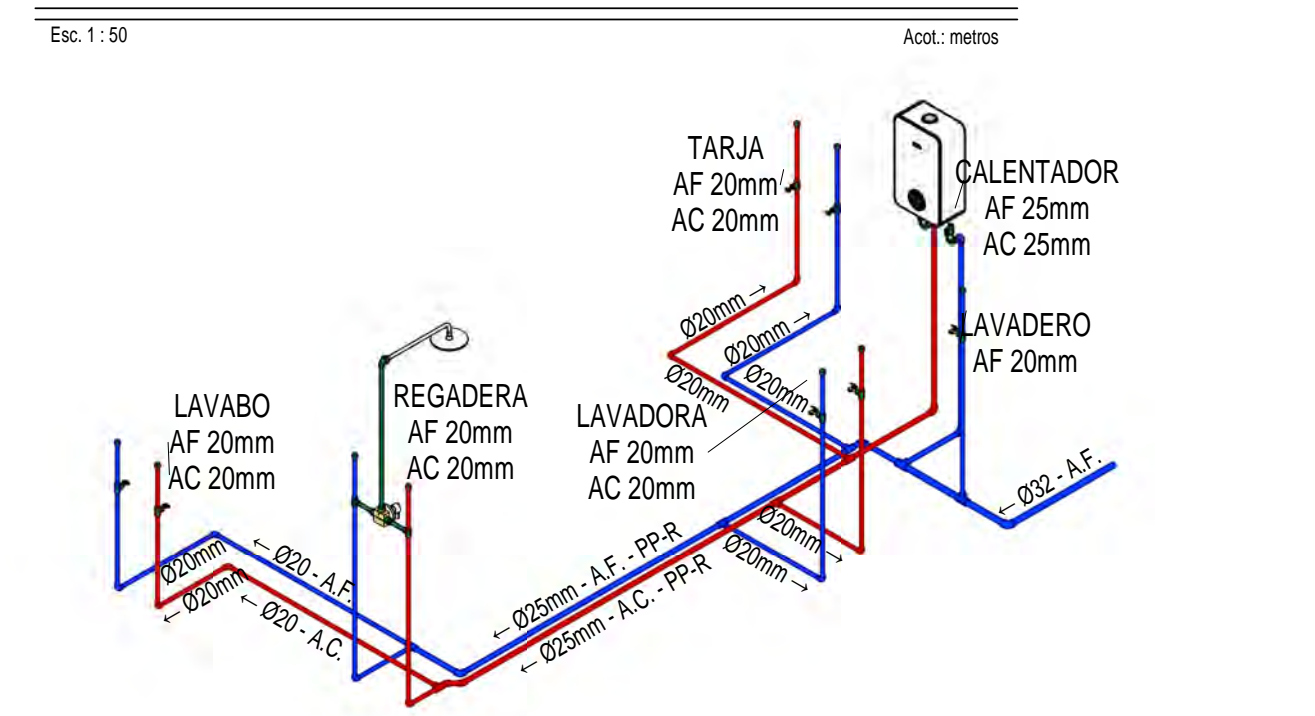 Esc. 1 : 50
Acot.: metros
TARJA
AF 20mm
AC 20mm
CALENTADOR
AF 25mm
AC 25mm
Ø20mm →
Ø20mm →
Ø20mm
Ø20mm
LAVADERO
AF 20mm
LAVABO
AF 20mm
AC 20mm
REGADERA
AF 20mm
AC 20mm
LAVADORA
AF 20mm
AC 20mm
← Ø32 - A.F.
Ø20mm →
Ø20mm →
← Ø25mm - A.F. - PP-R
← Ø25mm - A.C. - PP-R
← Ø20 - A.F.
← Ø20 - A.C.
Ø20mm
← Ø20mm